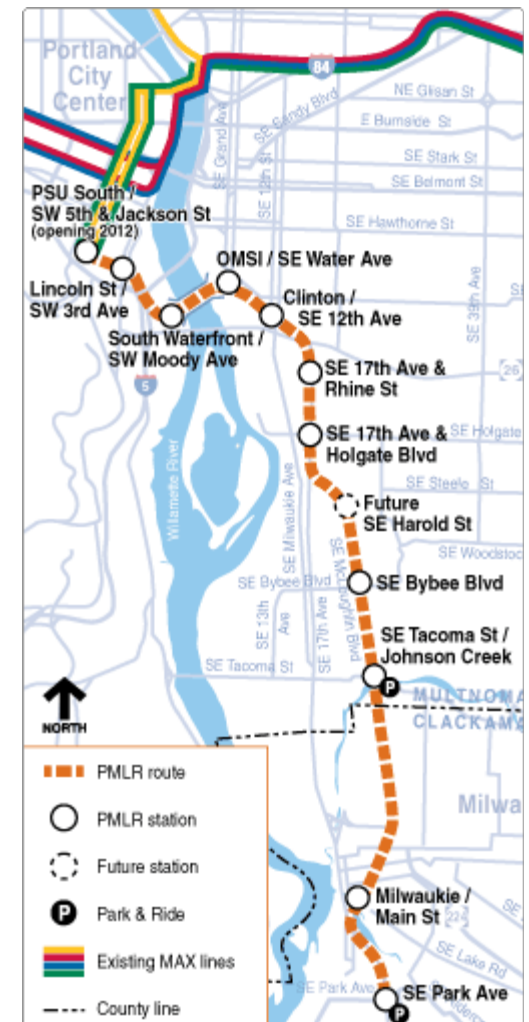 Portland
City
Center
84
NE Glisan St
SE Sandy Blvd
E Burnside St
SE Grand Ave
SE 12th St
SE Stark St
SE Belmont St
PSU South /
SW 5th & Jackson St
(opening 2012)
SE Hawthorne St
OMSI / SE Water Ave
SE 39th Ave
Lincoln St /
SW 3rd Ave
Clinton /
SE 12th Ave
South Waterfront /
SW Moody Ave
5
SE 17th Ave &
Rhine St
26
SE 17th Ave &
Holgate Blvd
SE Holgate
Willamette River
SE Milwaukie Ave
SE Steele St
Future
SE Harold St
SE Woodstoc
SE McLoughlin Blvd
SE Bybee Blvd
SE Bybee Blvd
SE 13th
Ave
SE 17th Ave
SE Tacoma St /
Johnson Creek
SE Tacoma St
P
MULTNOMA
CLACKAMA
NORTH
Milwa
PMLR route
PMLR station
Future station
P
Park & Ride
Existing MAX lines
County line
Milwaukie /
Main St
224
SE Lake Rd
SE Park Ave
SE Park Ave
P